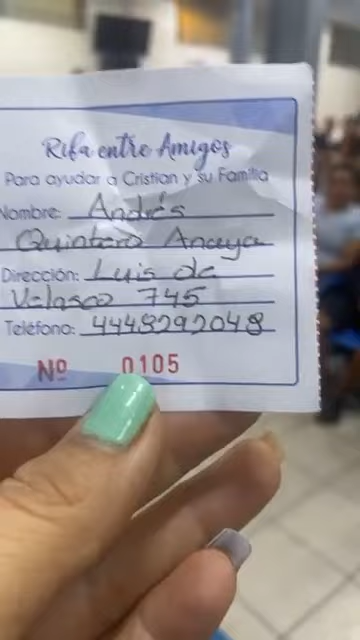 Rifa entre Amigos
Para ayudar a Cristian y su Familia
Nombre: Andrés
Quintero Anaya
Dirección: Luis de
Velasco 745
Teléfono: 4448292048
Nº 0105